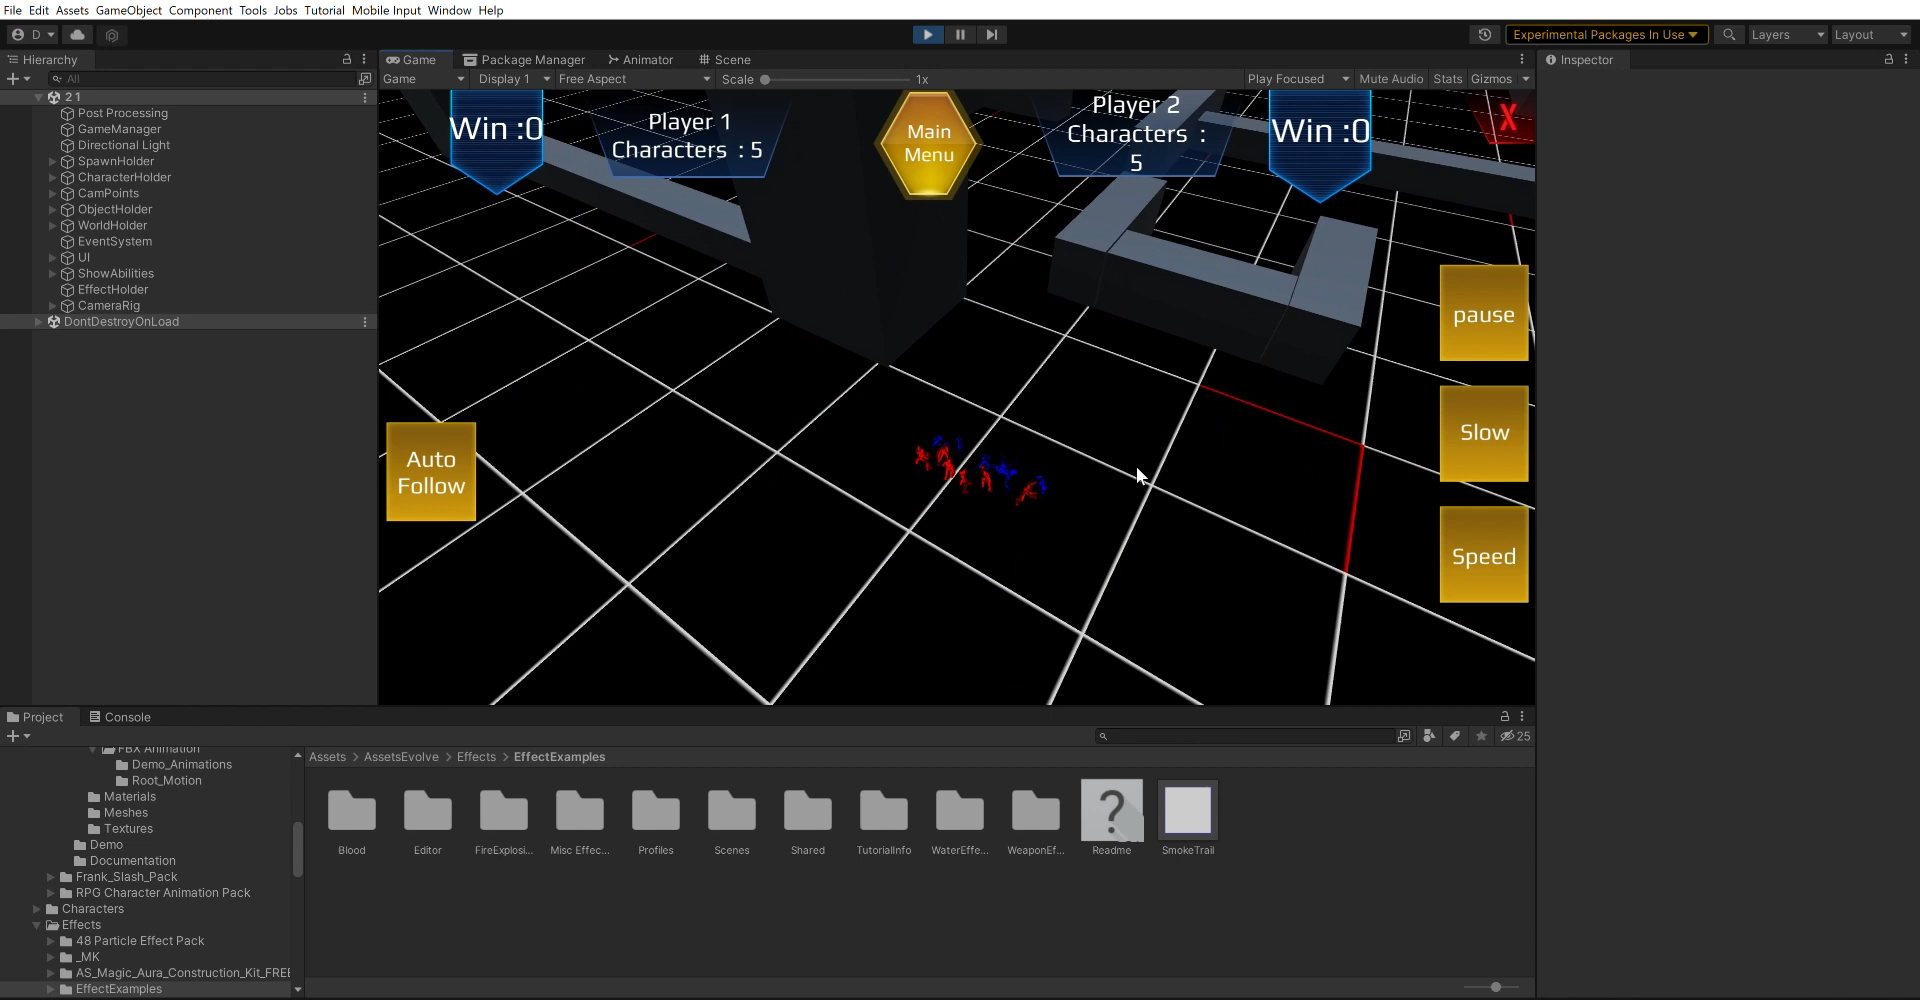 File Edit Assets GameObject Component Tools Jobs Tutorial Mobile Input Window Help
D
Experimental Packages In Use
Layers
Layout
Hierarchy
All
2 1
Post Processing
GameManager
Directional Light
SpawnHolder
CharacterHolder
CamPoints
ObjectHolder
WorldHolder
EventSystem
UI
ShowAbilities
EffectHolder
CameraRig
DontDestroyOnLoad
Game
Package Manager
Animator
Scene
Game
Display 1
Free Aspect
Scale
1x
Play Focused
Mute Audio
Stats
Gizmos
Win :0
Player 1
Characters : 5
Main
Menu
Player 2
Characters :
5
Win :0
X
pause
Slow
Speed
Auto
Follow
Inspector
Project
Console
25
FBX Animation
Demo_Animations
Root_Motion
Materials
Meshes
Textures
Demo
Documentation
Frank_Slash_Pack
RPG Character Animation Pack
Characters
Effects
48 Particle Effect Pack
_MK
AS_Magic_Aura_Construction_Kit_FREE
EffectExamples
Assets > AssetsEvolve > Effects > EffectExamples
Blood
Editor
FireExplosi...
Misc Effec...
Profiles
Scenes
Shared
TutorialInfo
WaterEffe...
WeaponEf...
Readme
SmokeTrail